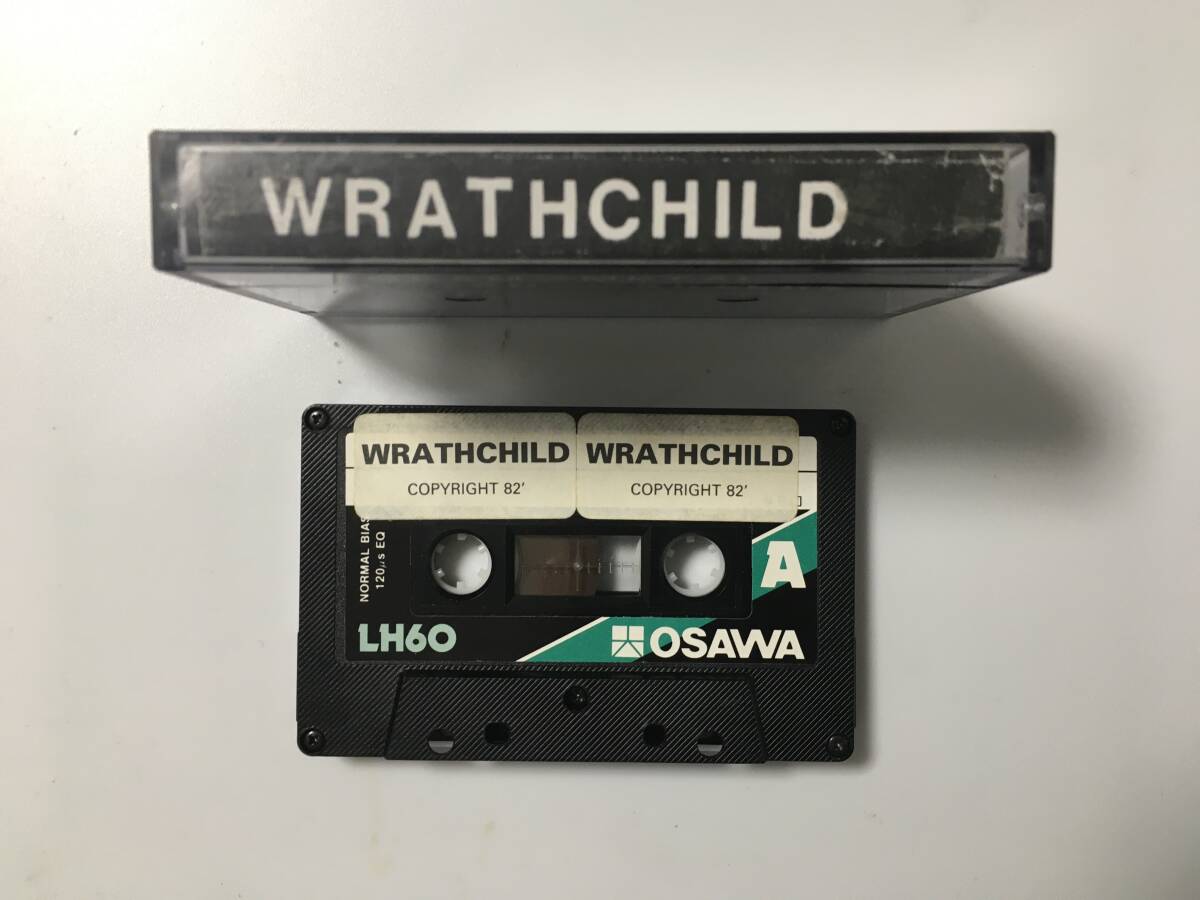 WRATHCHILD
WRATHCHILD
COPYRIGHT 82'
WRATHCHILD
COPYRIGHT 82'
NORMAL BIAS
120µs EQ
A
LH60
OSAWA